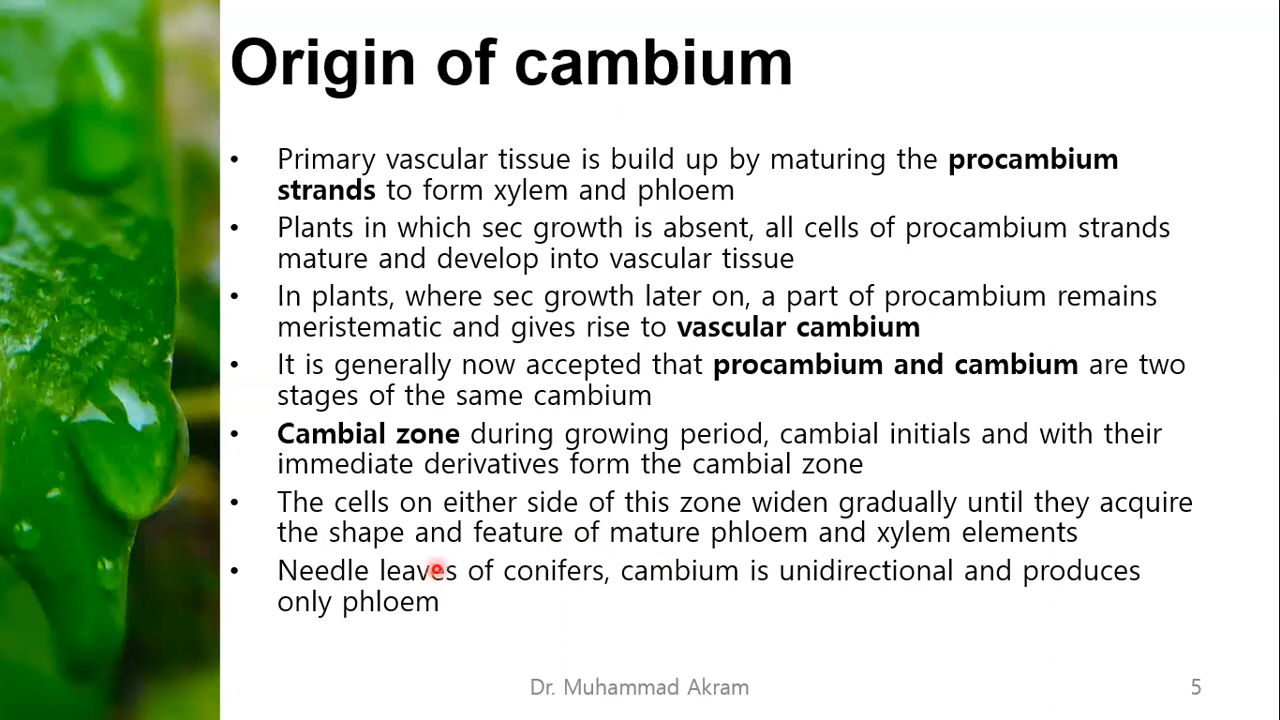 Origin of cambium
• Primary vascular tissue is build up by maturing the procambium
strands to form xylem and phloem
• Plants in which sec growth is absent, all cells of procambium strands
mature and develop into vascular tissue
• In plants, where sec growth later on, a part of procambium remains
meristematic and gives rise to vascular cambium
• It is generally now accepted that procambium and cambium are two
stages of the same cambium
• Cambial zone during growing period, cambial initials and with their
immediate derivatives form the cambial zone
• The cells on either side of this zone widen gradually until they acquire
the shape and feature of mature phloem and xylem elements
• Needle leaves of conifers, cambium is unidirectional and produces
only phloem
Dr. Muhammad Akram 5